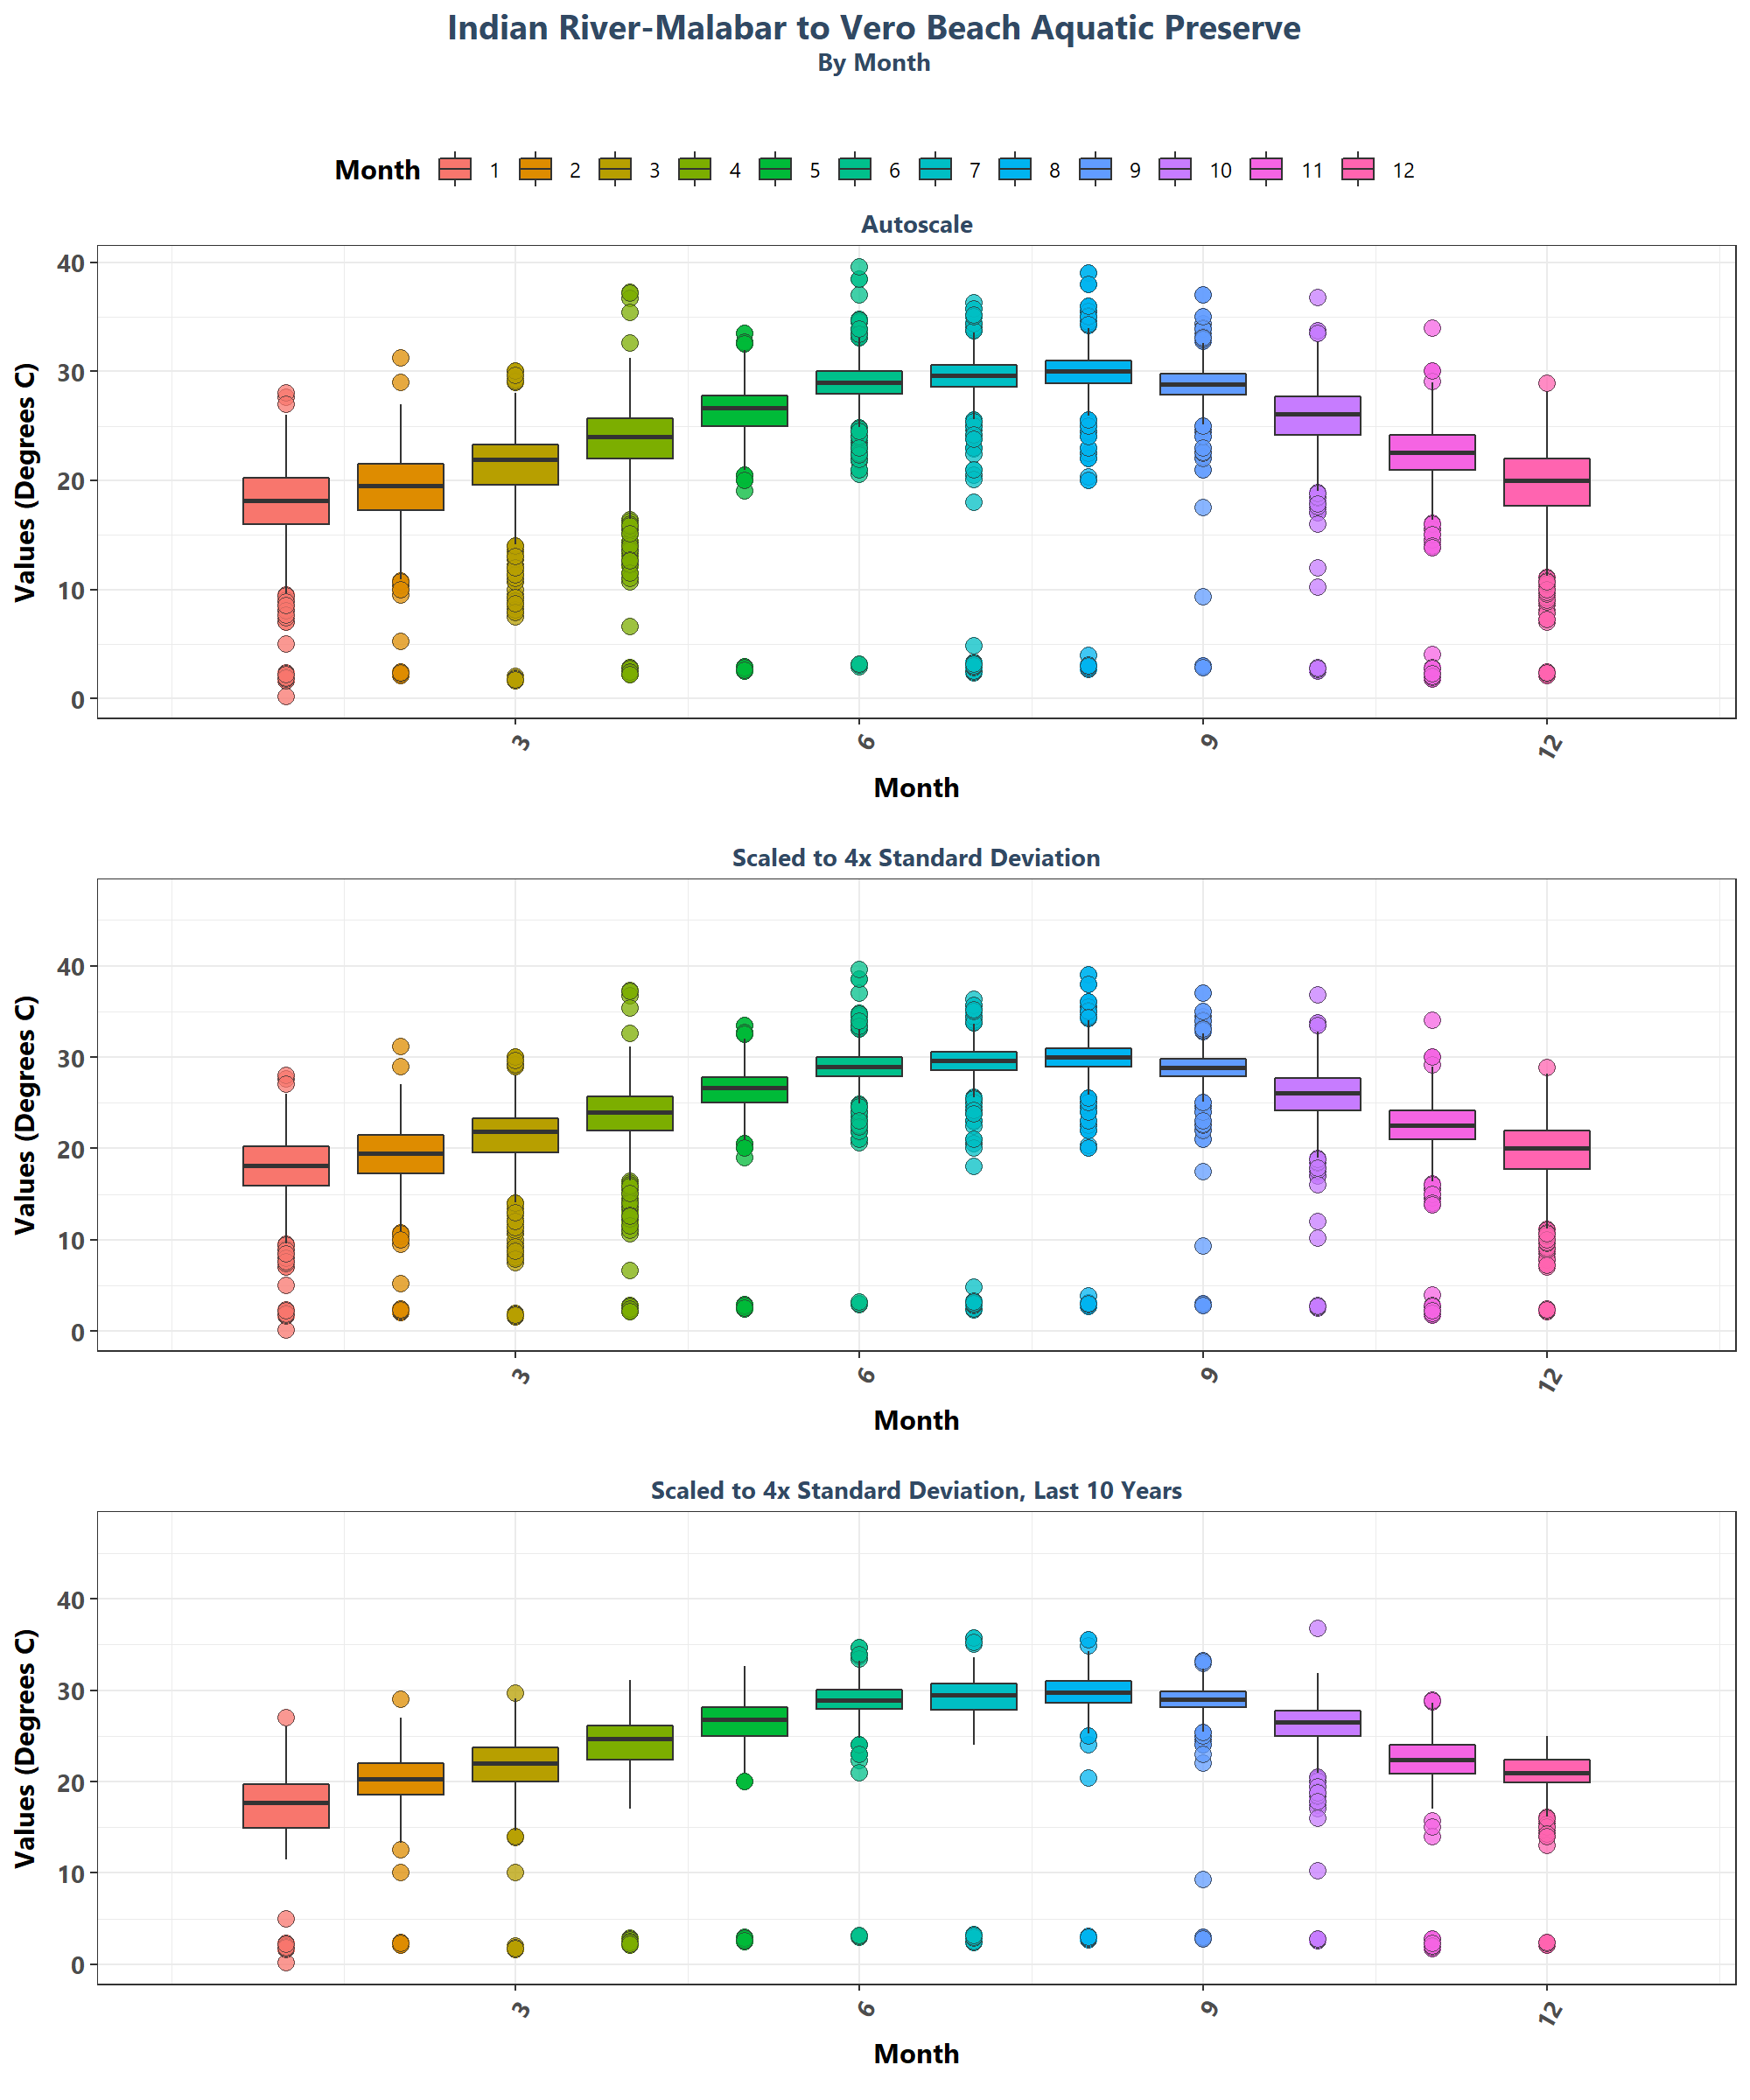 Indian River-Malabar to Vero Beach Aquatic Preserve
By Month
Month 1 2 3 4 5 6 7 8 9 10 11 12
Autoscale
Values (Degrees C)
40
30
20
10
0
3 6 9 12
Month
Scaled to 4x Standard Deviation
Values (Degrees C)
40
30
20
10
0
3 6 9 12
Month
Scaled to 4x Standard Deviation, Last 10 Years
Values (Degrees C)
40
30
20
10
0
3 6 9 12
Month